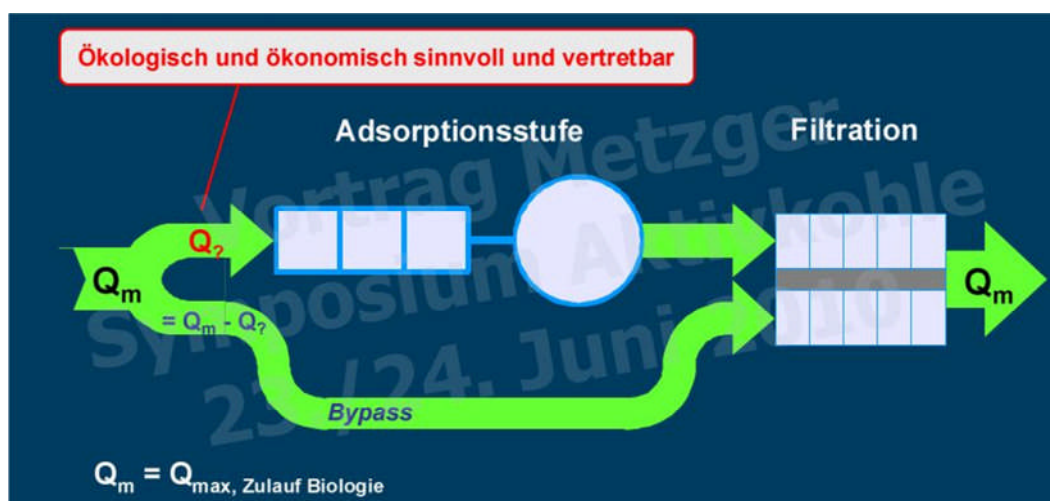 Ökologisch und ökonomisch sinnvoll und vertretbar
Adsorptionsstufe
Filtration
Vortrag Metzger
Symposium Aktivkohle
23./24. Juni 2010
Q?
Qm
= Qm - Q?
Qm
Bypass
Qm = Qmax, Zulauf Biologie